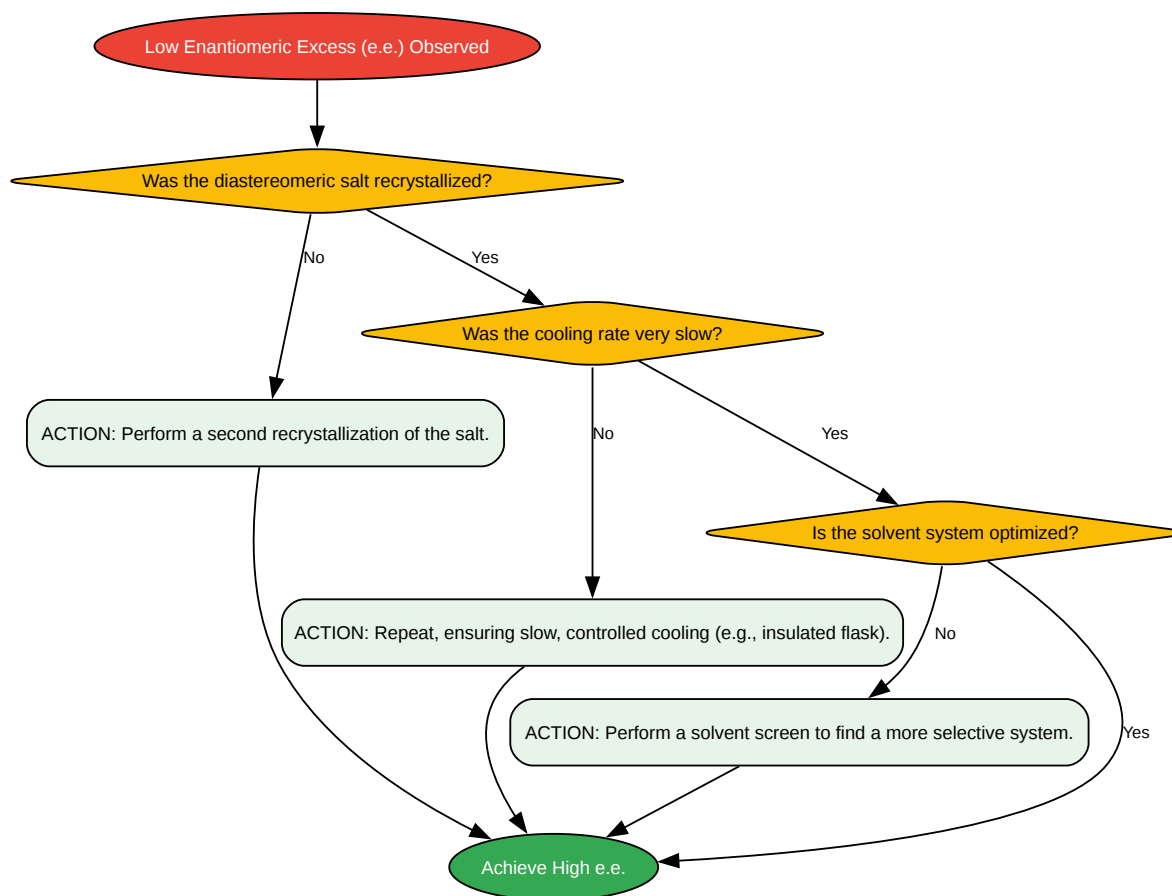 Low Enantiomeric Excess (e.e.) Observed
Was the diastereomeric salt recrystallized?
No
Yes
Was the cooling rate very slow?
ACTION: Perform a second recrystallization of the salt.
No
Yes
Is the solvent system optimized?
ACTION: Repeat, ensuring slow, controlled cooling (e.g., insulated flask).
No
ACTION: Perform a solvent screen to find a more selective system.
Yes
Achieve High e.e.